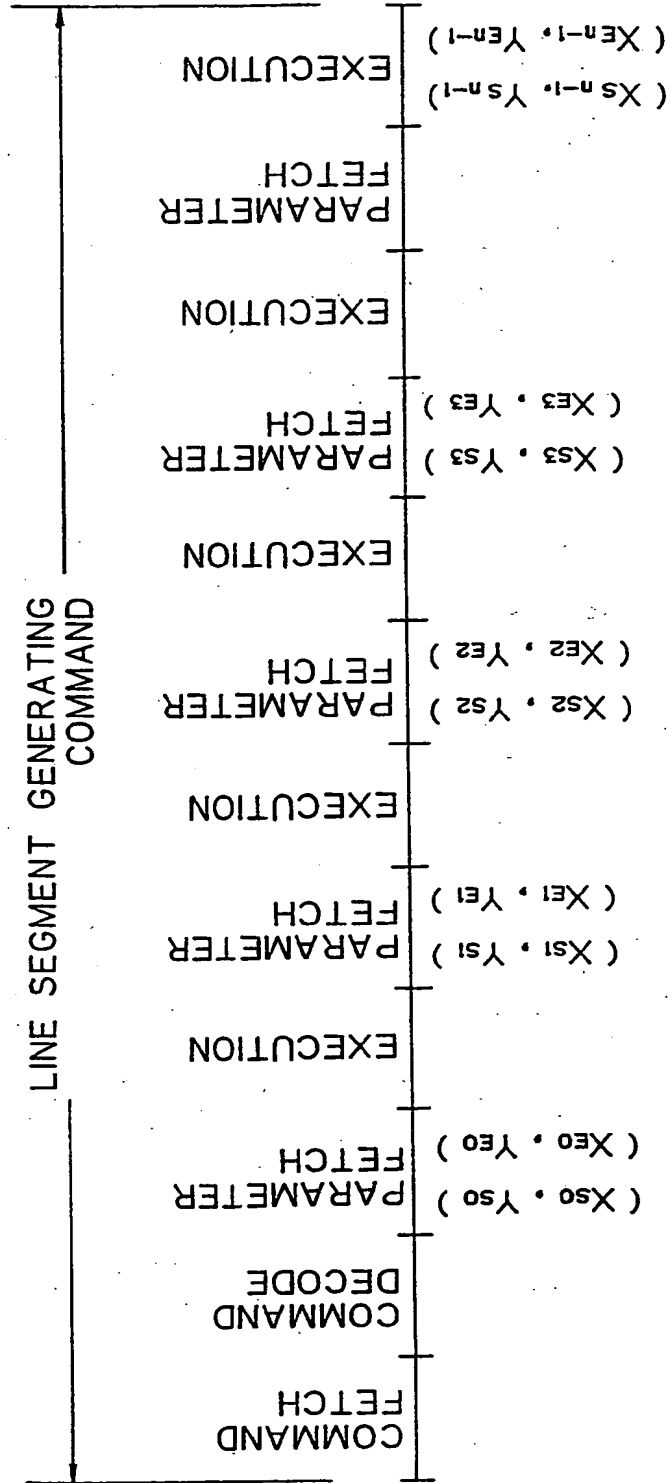 LINE SEGMENT GENERATING
COMMAND
COMMAND
FETCH
COMMAND
DECODE
PARAMETER
FETCH
( XS0 , YS0 )
( XE0 , YE0 )
EXECUTION
PARAMETER
FETCH
( XS1 , YS1 )
( XE1 , YE1 )
EXECUTION
PARAMETER
FETCH
( XS2 , YS2 )
( XE2 , YE2 )
EXECUTION
PARAMETER
FETCH
( XS3 , YS3 )
( XE3 , YE3 )
EXECUTION
PARAMETER
FETCH
EXECUTION
( XS n-1, YS n-1 )
( XE n-1, YE n-1 )